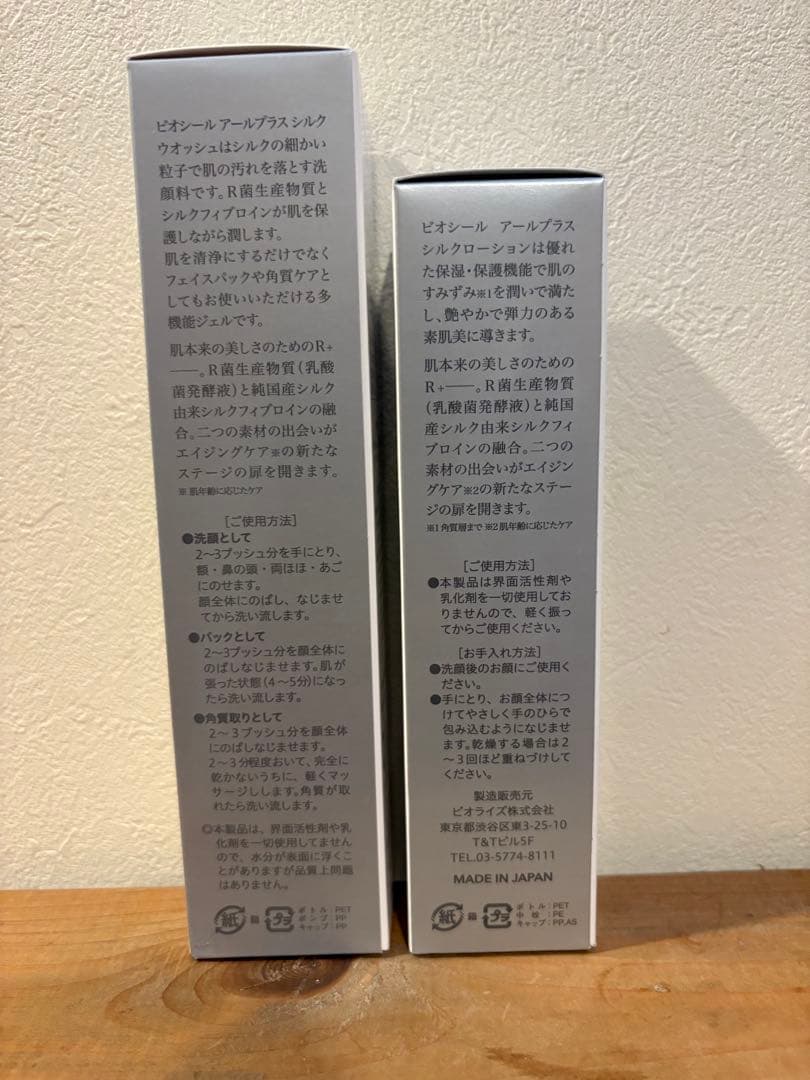 ピオシール アールプラス シルク
ウオッシュはシルクの細かい
粒子で肌の汚れを落とす洗
顔料です。R菌生産物質と
シルクフィブロインが肌を保
護しながら潤します。
肌を清浄にするだけでなく
フェイスパックや角質ケアと
してもお使いいただける多
機能ジェルです。
肌本来の美しさのためのR+
──。R菌生産物質(乳酸
菌発酵液)と純国産シルク
由来シルクフィブロインの融
合。二つの素材の出会いが
エイジングケア※の新たな
ステージの扉を開きます。
※ 肌年齢に応じたケア
[ご使用方法]
●洗顔として
2〜3プッシュ分を手にとり、
額・鼻の頭・両ほほ・あご
にのせます。
顔全体にのばし、なじませ
てから洗い流します。
●パックとして
2〜3プッシュ分を顔全体に
のばしなじませます。肌が
張った状態(4〜5分)になっ
たら洗い流します。
●角質取りとして
2〜3プッシュ分を顔全体
にのばしなじませます。
2〜3分程度おいて、完全に
乾かないうちに、軽くマッ
サージしします。角質が取
れたら洗い流します。
◎本製品は、界面活性剤や乳
化剤を一切使用してません
ので、水分が表面に浮くこ
とがありますが品質上問題
はありません。
紙 箱 プラ ボトル:PET
ポンプ:PP
キャップ:PP
ピオシール アールプラス
シルクローションは優れ
た保湿・保護機能で肌の
すみずみ※1を潤いで満た
し、艶やかで弾力のある
素肌美に導きます。
肌本来の美しさのための
R+──。R菌生産物質
(乳酸菌発酵液)と純国
産シルク由来シルクフィ
ブロインの融合。二つの
素材の出会いがエイジン
グケア※2の新たなステー
ジの扉を開きます。
※1 角質層まで ※2 肌年齢に応じたケア
[ご使用方法]
●本製品は界面活性剤や
乳化剤を一切使用してお
りませんので、軽く振っ
てからご使用ください。
[お手入れ方法]
●洗顔後のお顔にご使用く
ださい。
●手にとり、お顔全体につ
けてやさしく手のひらで
包み込むようになじませ
ます。乾燥する場合は2
〜3回ほど重ねづけして
ください。
製造販売元
ピオライズ株式会社
東京都渋谷区東3-25-10
T&Tビル5F
TEL.03-5774-8111
MADE IN JAPAN
紙 箱 プラ ボトル:PET
中栓:PE
キャップ:PP,AS